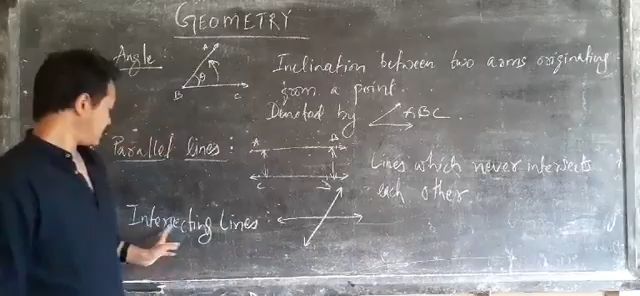 GEOMETRY
Angle :
A
θ
B
C
Inclination between two arms originating
from a point.
Denoted by ABC.
Parallel lines :
A B
C D
Lines which never intersects
each other
Intersecting Lines :